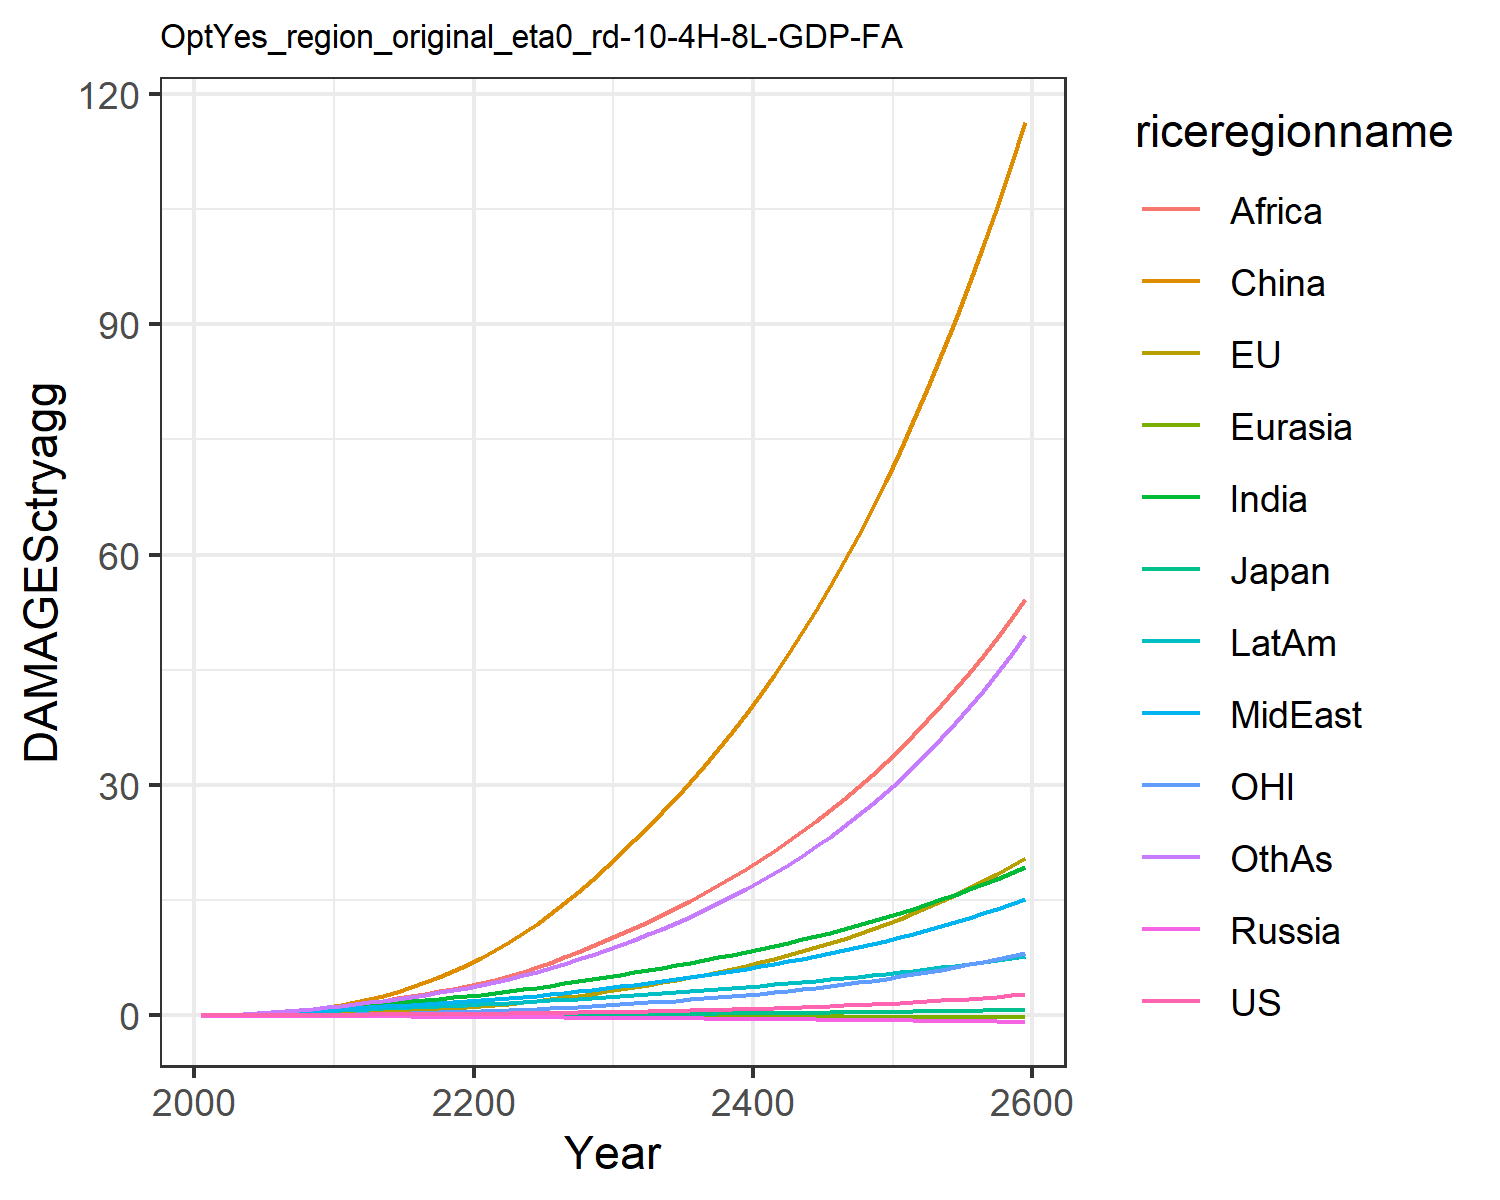 OptYes_region_original_eta0_rd-10-4H-8L-GDP-FA
120
90
60
30
0
DAMAGESctryagg
2000 2200 2400 2600
Year
riceregionname
Africa
China
EU
Eurasia
India
Japan
LatAm
MidEast
OHI
OthAs
Russia
US